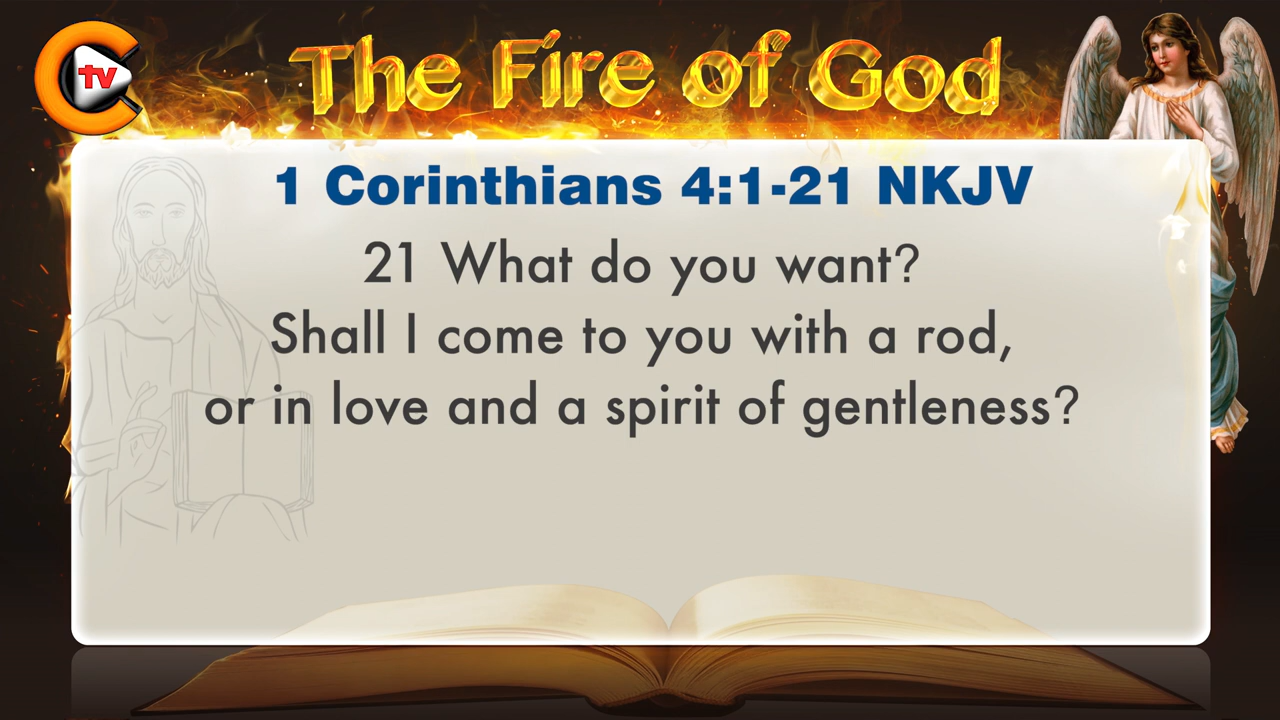 The Fire of God
tv
1 Corinthians 4:1-21 NKJV
21 What do you want?
Shall I come to you with a rod,
or in love and a spirit of gentleness?